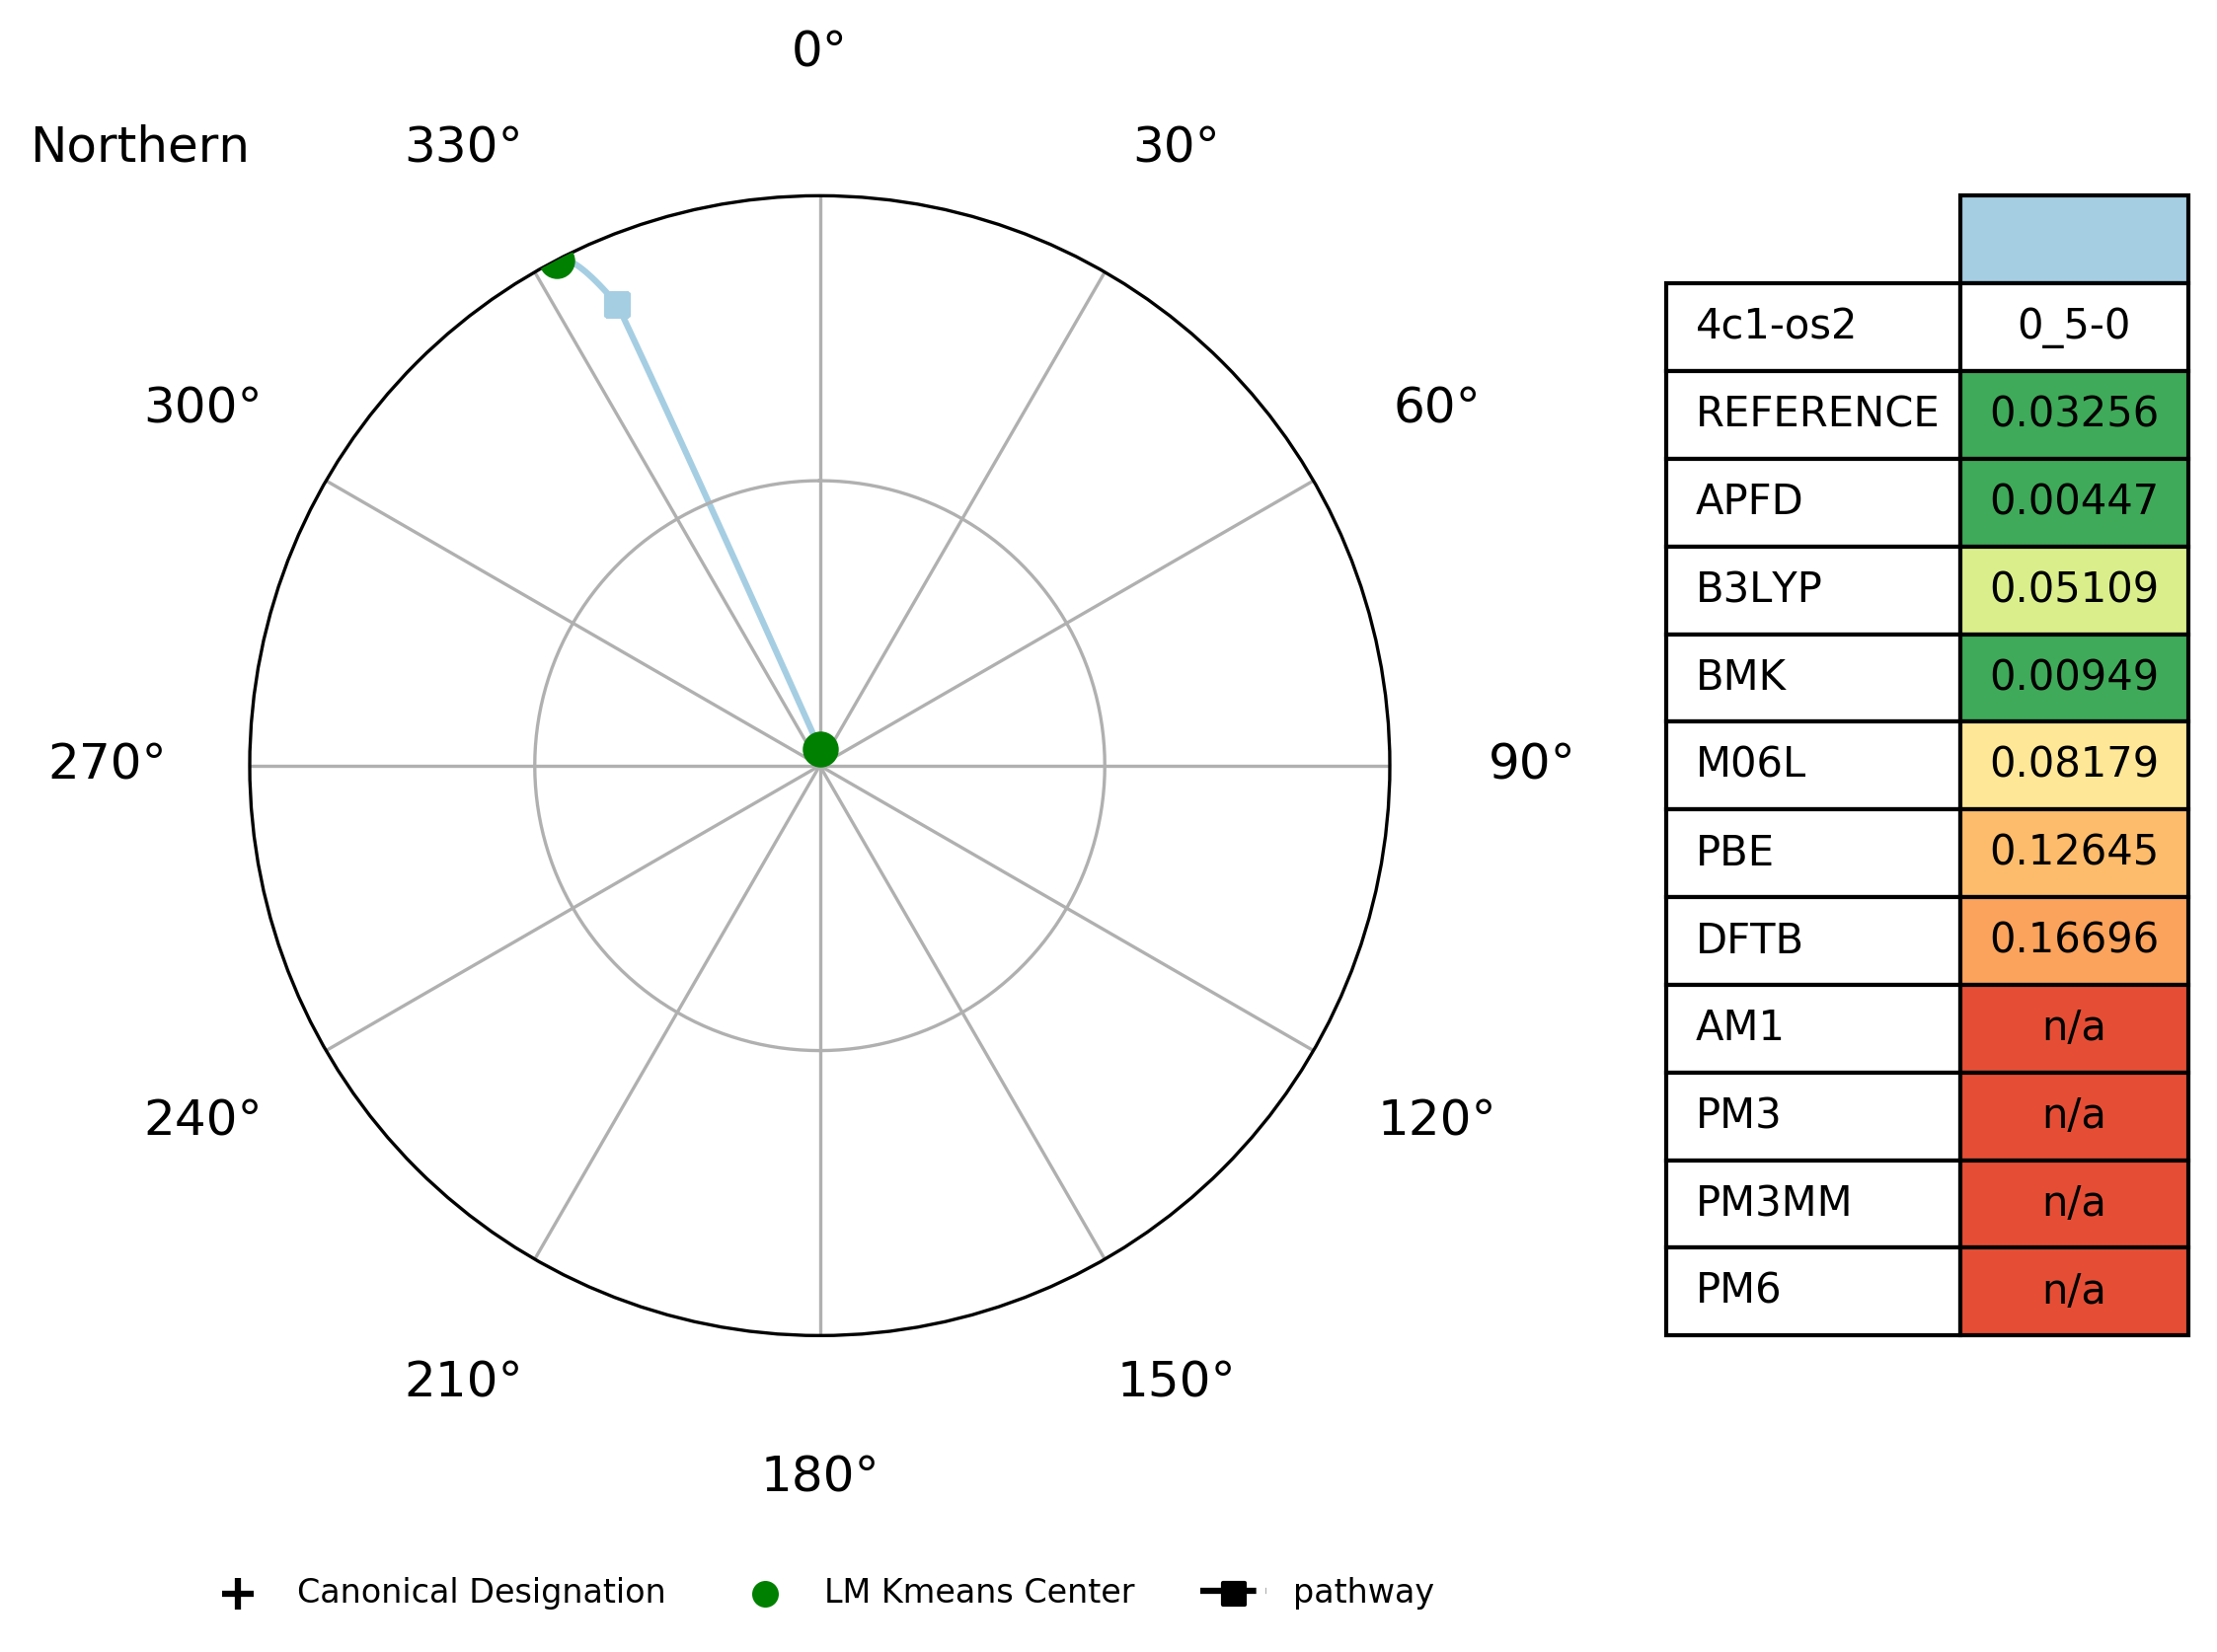 0°
Northern
330°
30°
300°
60°
270°
90°
240°
120°
210°
150°
180°
4c1-os2 0_5-0
REFERENCE 0.03256
APFD 0.00447
B3LYP 0.05109
BMK 0.00949
M06L 0.08179
PBE 0.12645
DFTB 0.16696
AM1 n/a
PM3 n/a
PM3MM n/a
PM6 n/a
Canonical Designation LM Kmeans Center pathway